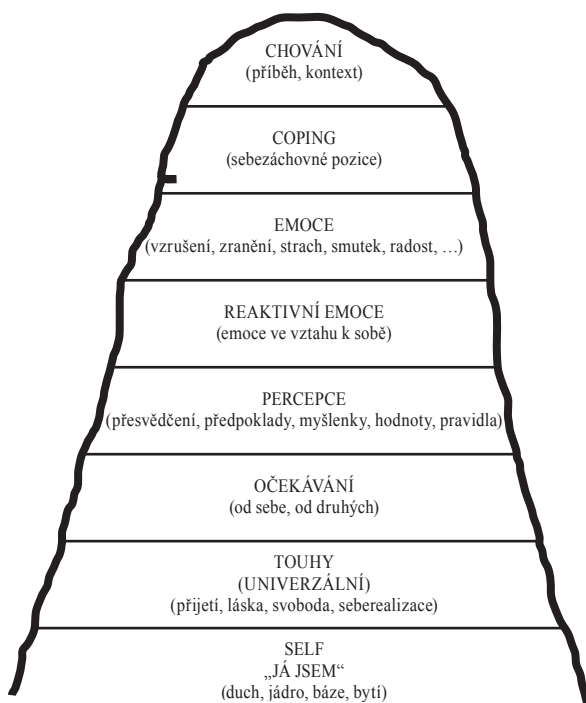 CHOVÁNÍ
(příběh, kontext)
COPING
(sebezáchovné pozice)
EMOCE
(vzrušení, zranění, strach, smutek, radost, …)
REAKTIVNÍ EMOCE
(emoce ve vztahu k sobě)
PERCEPCE
(přesvědčení, předpoklady, myšlenky, hodnoty, pravidla)
OČEKÁVÁNÍ
(od sebe, od druhých)
TOUHY
(UNIVERZÁLNÍ)
(přijetí, láska, svoboda, seberealizace)
SELF
„JÁ JSEM“
(duch, jádro, báze, bytí)